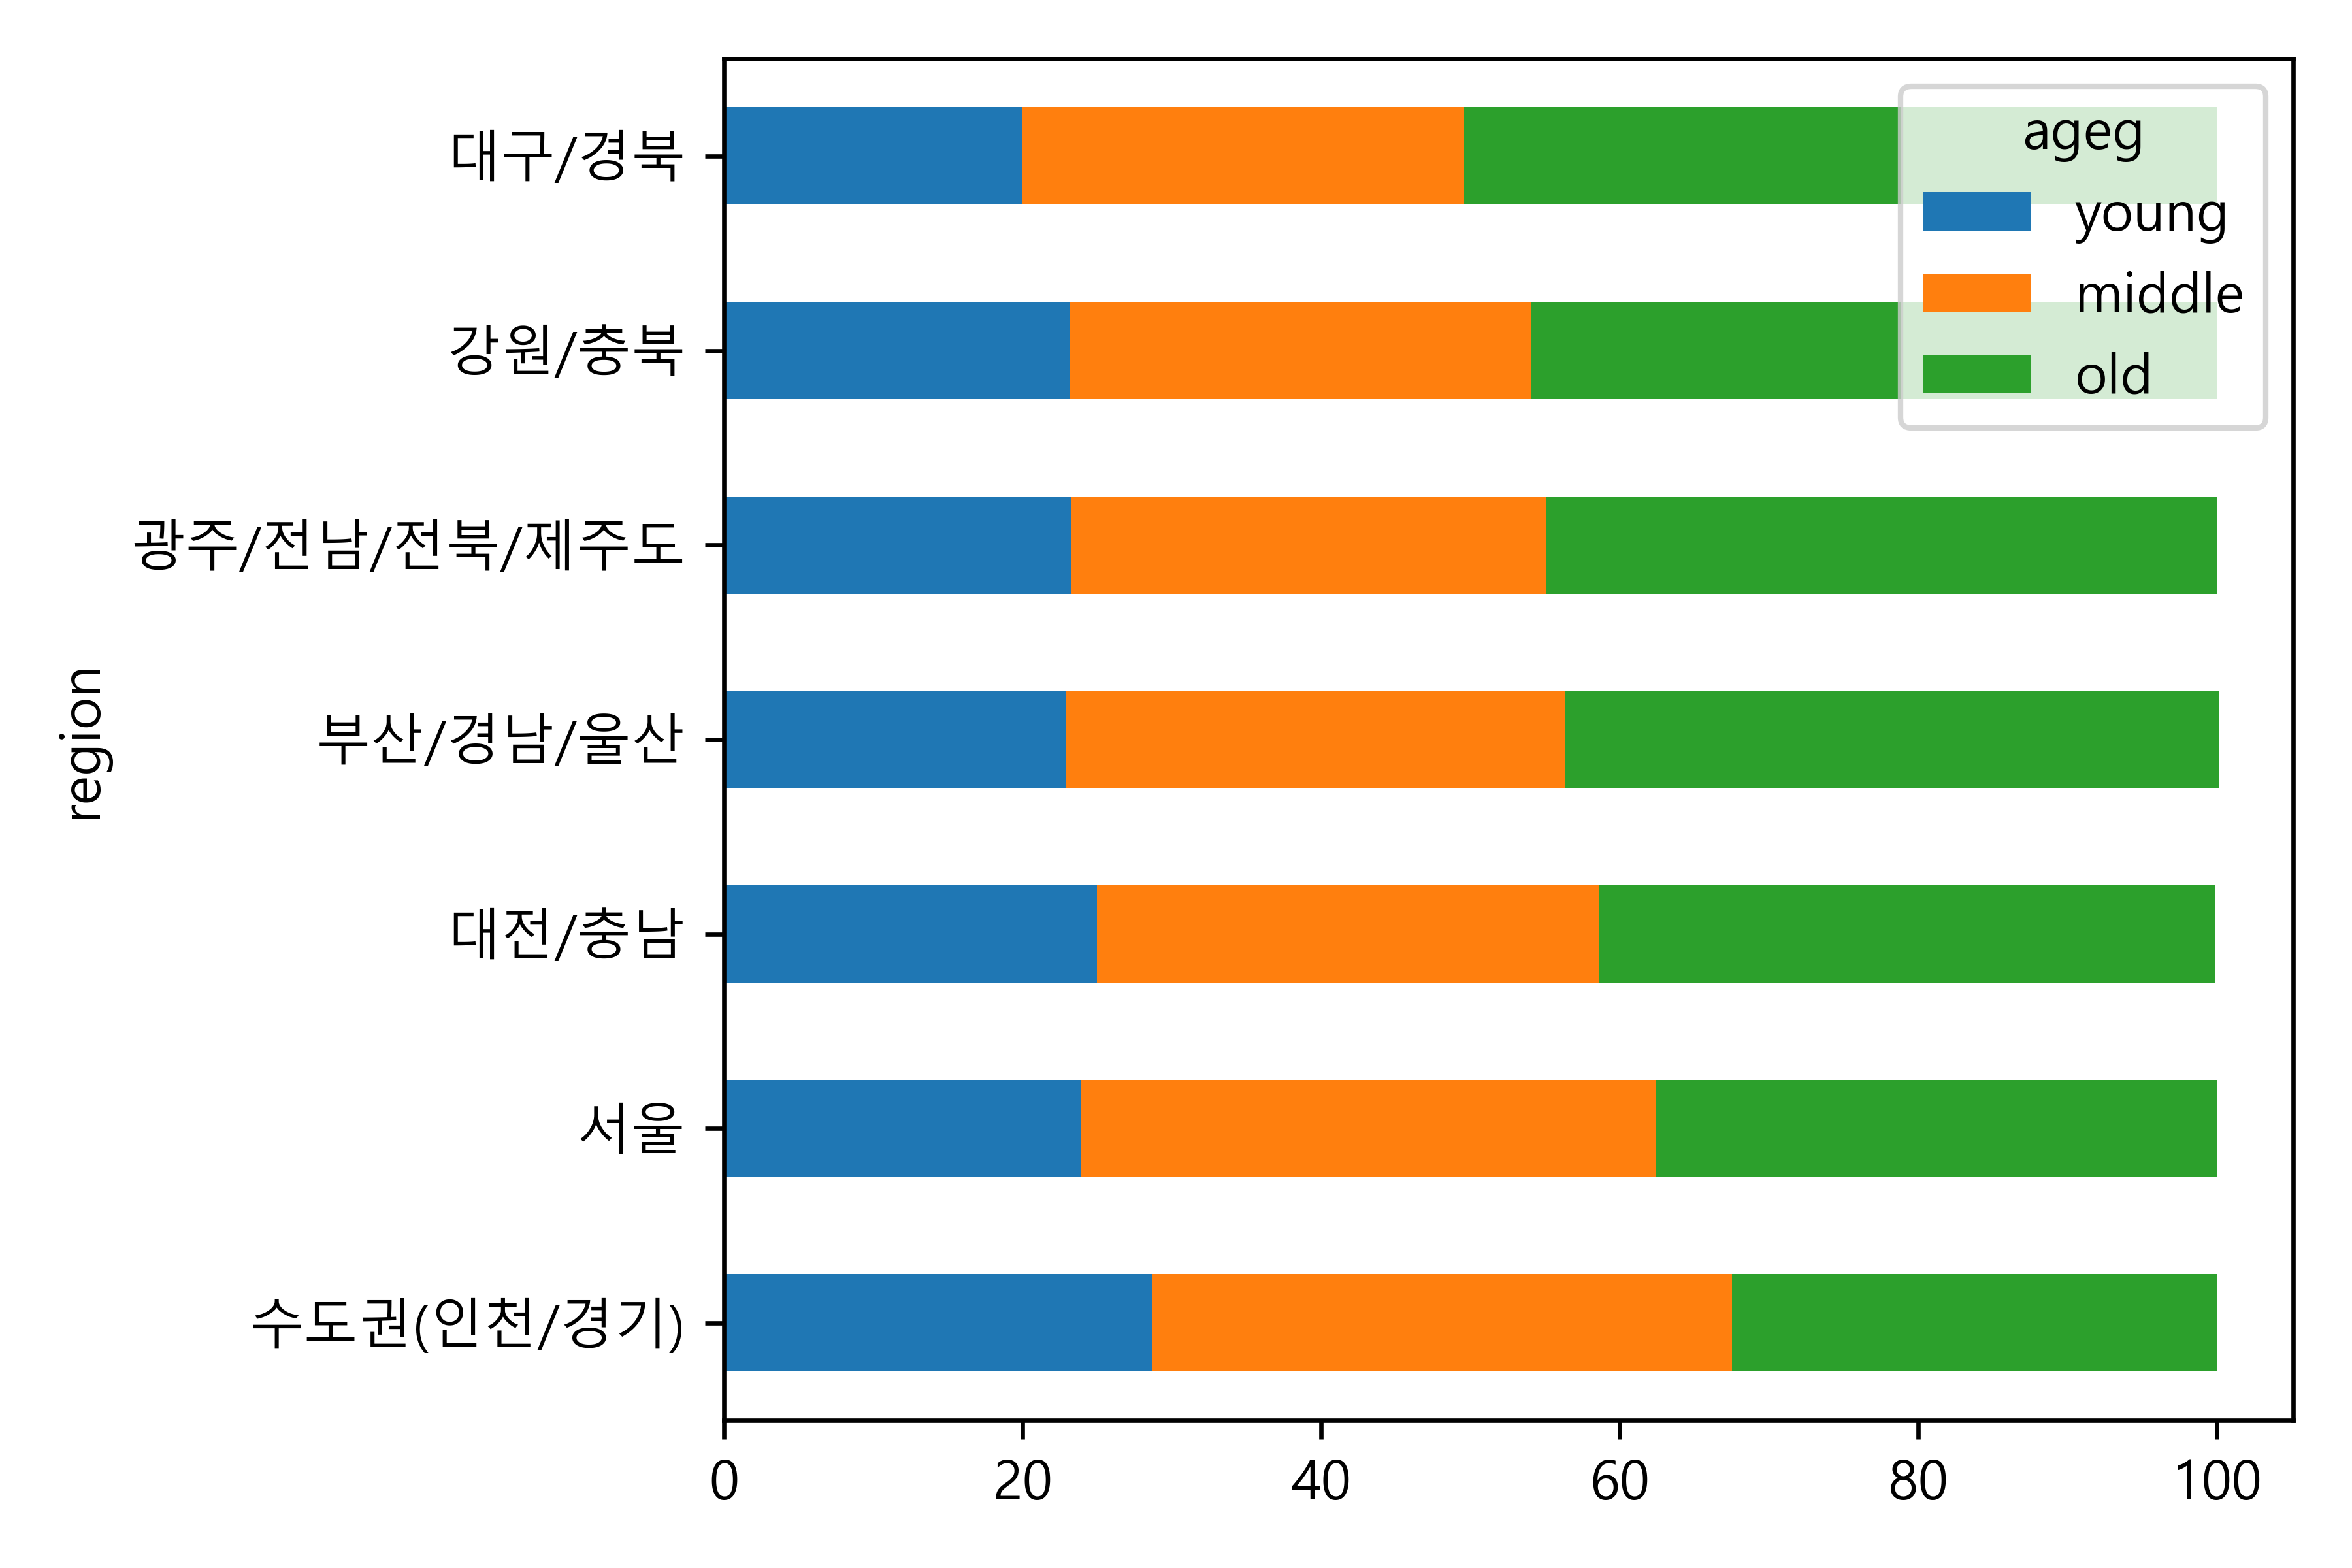 ageg
young
middle
old
대구/경북
강원/충북
광주/전남/전북/제주도
부산/경남/울산
대전/충남
서울
수도권(인천/경기)
region
0 20 40 60 80 100